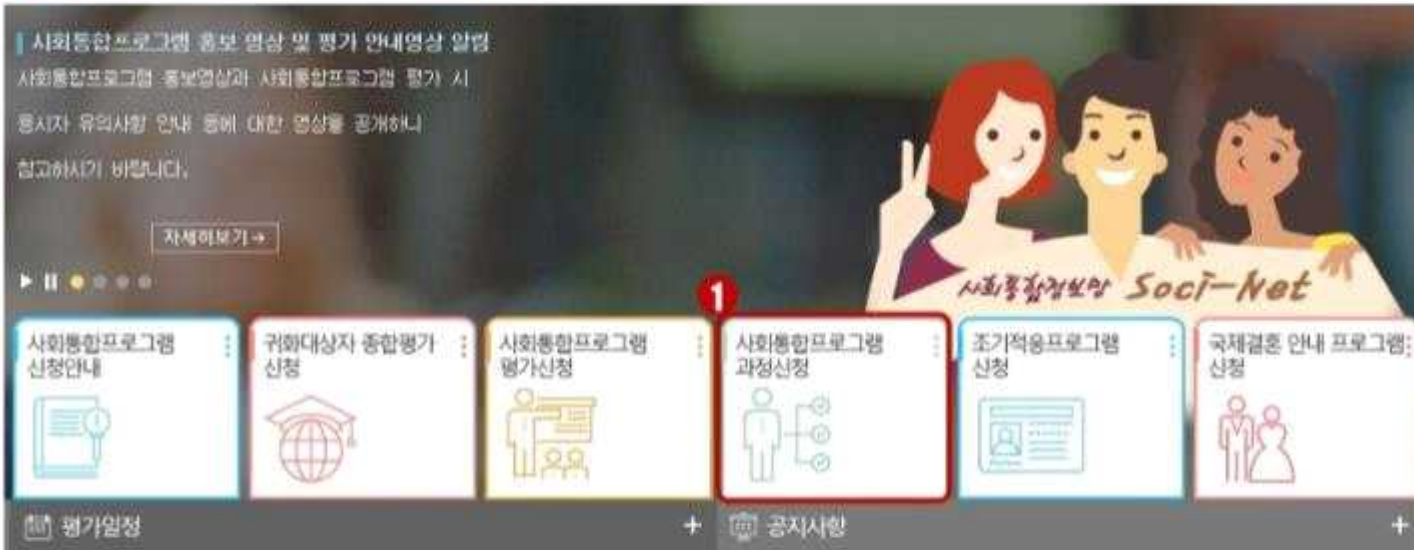 사회통합프로그램 홍보 영상 및 평가 안내영상 알림
사회통합프로그램 홍보영상과 사회통합프로그램 평가 시
응시자 유의사항 안내 등에 대한 영상을 공개하니
참고하시기 바랍니다.
자세히보기→
사회통합정보망 Soci-Net
1
사회통합프로그램
신청안내
귀화대상자 종합평가
신청
사회통합프로그램
평가신청
사회통합프로그램
과정신청
조기적응프로그램
신청
국제결혼 안내 프로그램
신청
평가일정 +
공지사항 +